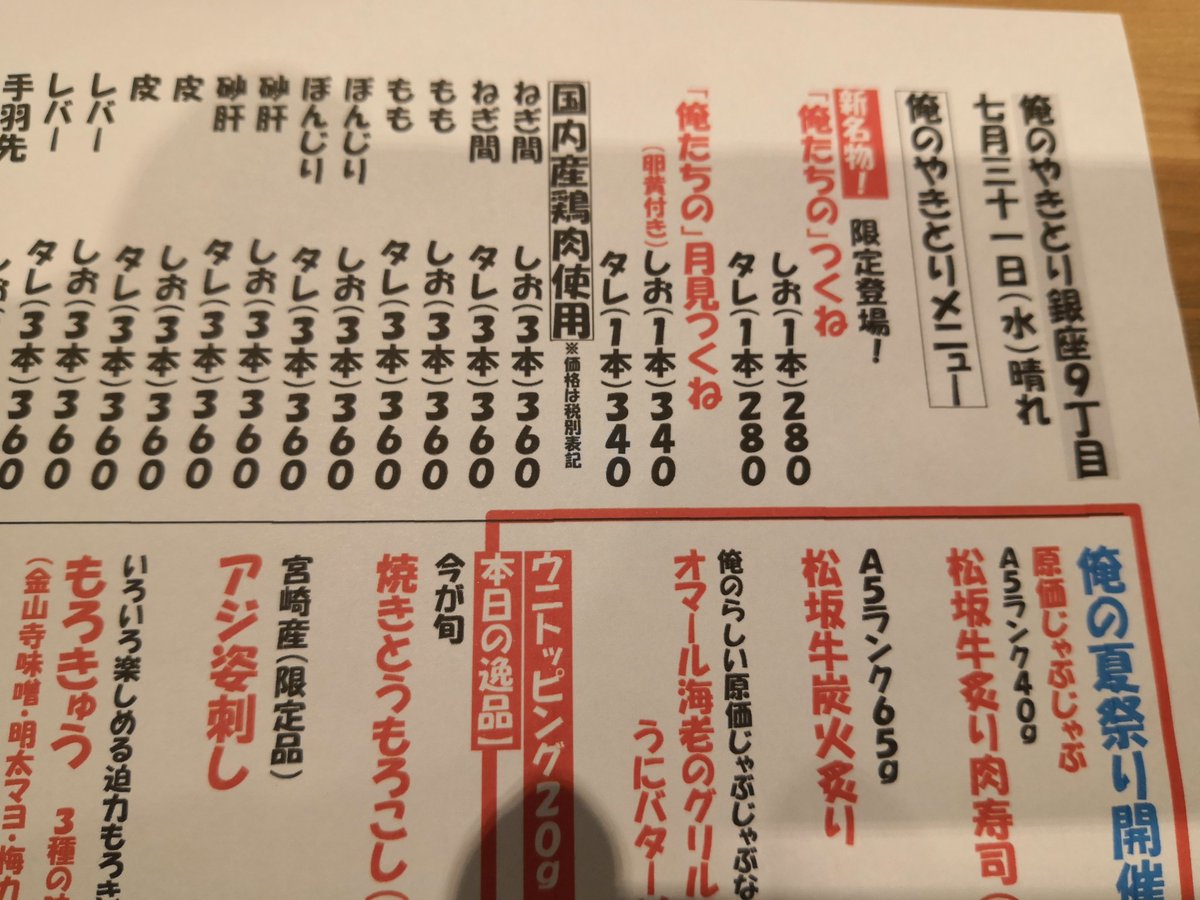 俺のやきとり銀座9丁目
七月三十一日(水)晴れ
俺のやきとりメニュー
新名物! 限定登場!
「俺たちの」つくね
しお(1本)280
タレ(1本)280
「俺たちの」月見つくね
(卵黄付き)しお(1本)340
タレ(1本)340
国内産鶏肉使用※価格は税別表記
ねぎ間 しお(3本)360
ねぎ間 タレ(3本)360
もも しお(3本)360
もも タレ(3本)360
ぼんじり しお(3本)360
ぼんじり タレ(3本)360
砂肝 しお(3本)360
砂肝 タレ(3本)360
皮 しお(3本)360
皮 タレ(3本)360
レバー しお(3本)360
レバー タレ(3本)360
手羽先 しお(3本)360
俺の夏祭り開催
原価じゃぶじゃぶ
A5ランク40g
松坂牛炙り肉寿司(
A5ランク65g
松坂牛炭火炙り
俺のらしい原価じゃぶじゃぶな
オマール海老のグリル
うにバター
ウニトッピング20g
本日の逸品】
今が旬
焼きとうもろこし(
宮崎産(限定品)
アジ姿刺し
いろいろ楽しめる迫力もろき
もろきゅう 3種の
(金山寺味噌・明太マヨ・梅カ